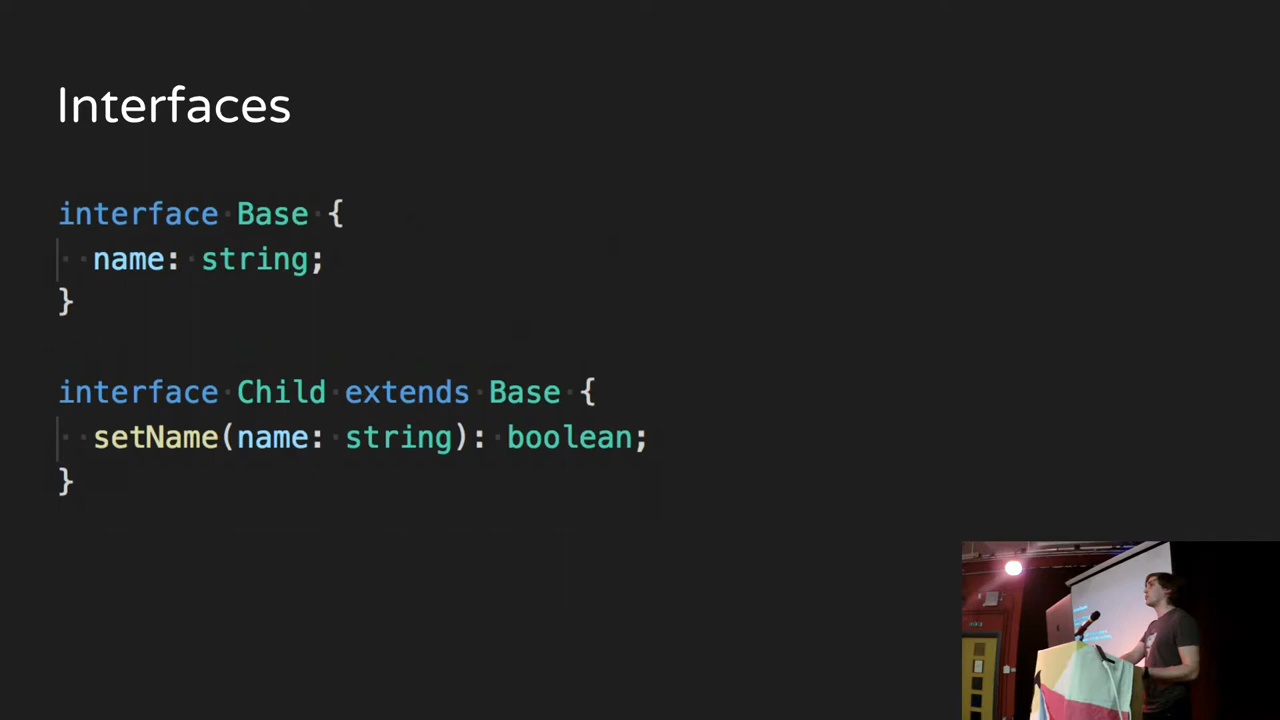 Interfaces
interface Base {
name: string;
}
interface Child extends Base {
setName(name: string): boolean;
}